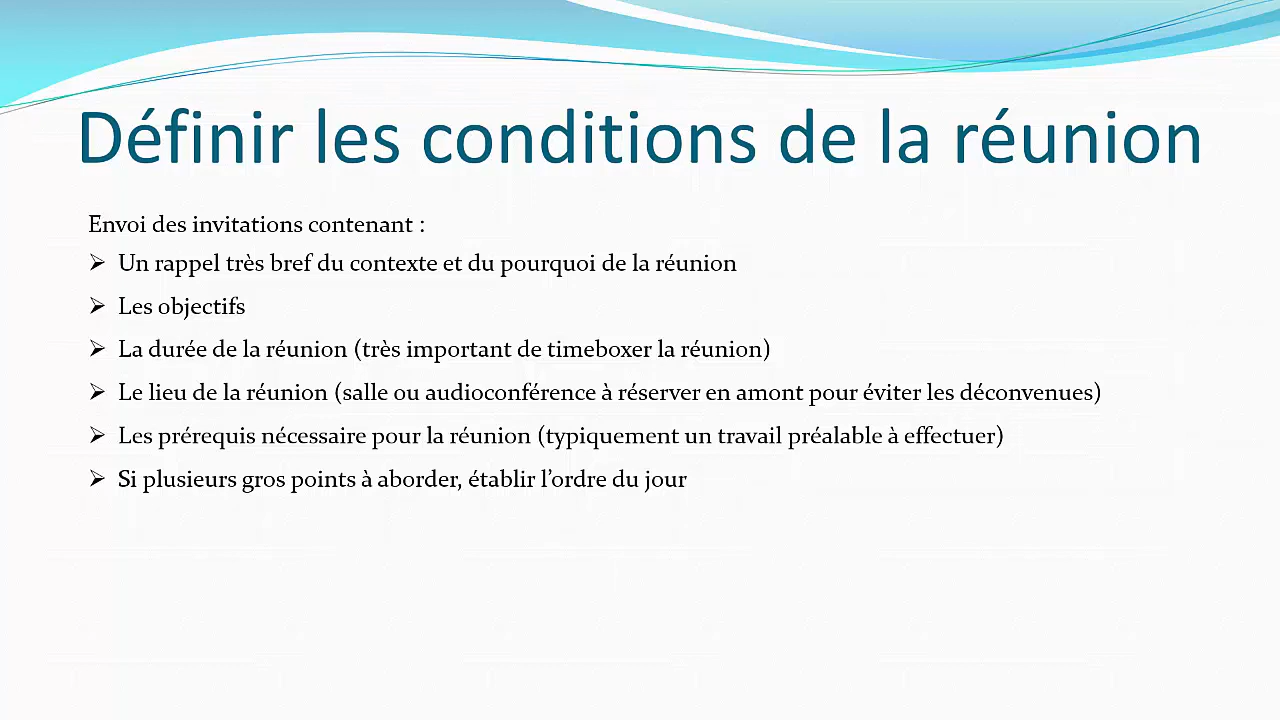 Définir les conditions de la réunion
Envoi des invitations contenant :
➢ Un rappel très bref du contexte et du pourquoi de la réunion
➢ Les objectifs
➢ La durée de la réunion (très important de timeboxer la réunion)
➢ Le lieu de la réunion (salle ou audioconférence à réserver en amont pour éviter les déconvenues)
➢ Les prérequis nécessaire pour la réunion (typiquement un travail préalable à effectuer)
➢ Si plusieurs gros points à aborder, établir l’ordre du jour